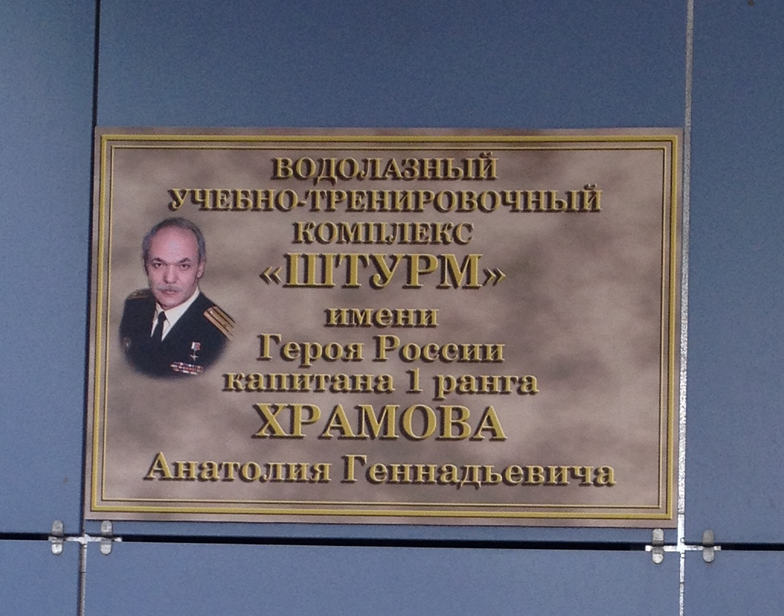 ВОДОЛАЗНЫЙ
УЧЕБНО-ТРЕНИРОВОЧНЫЙ
КОМПЛЕКС
«ШТУРМ»
имени
Героя России
капитана 1 ранга
ХРАМОВА
Анатолия Геннадьевича